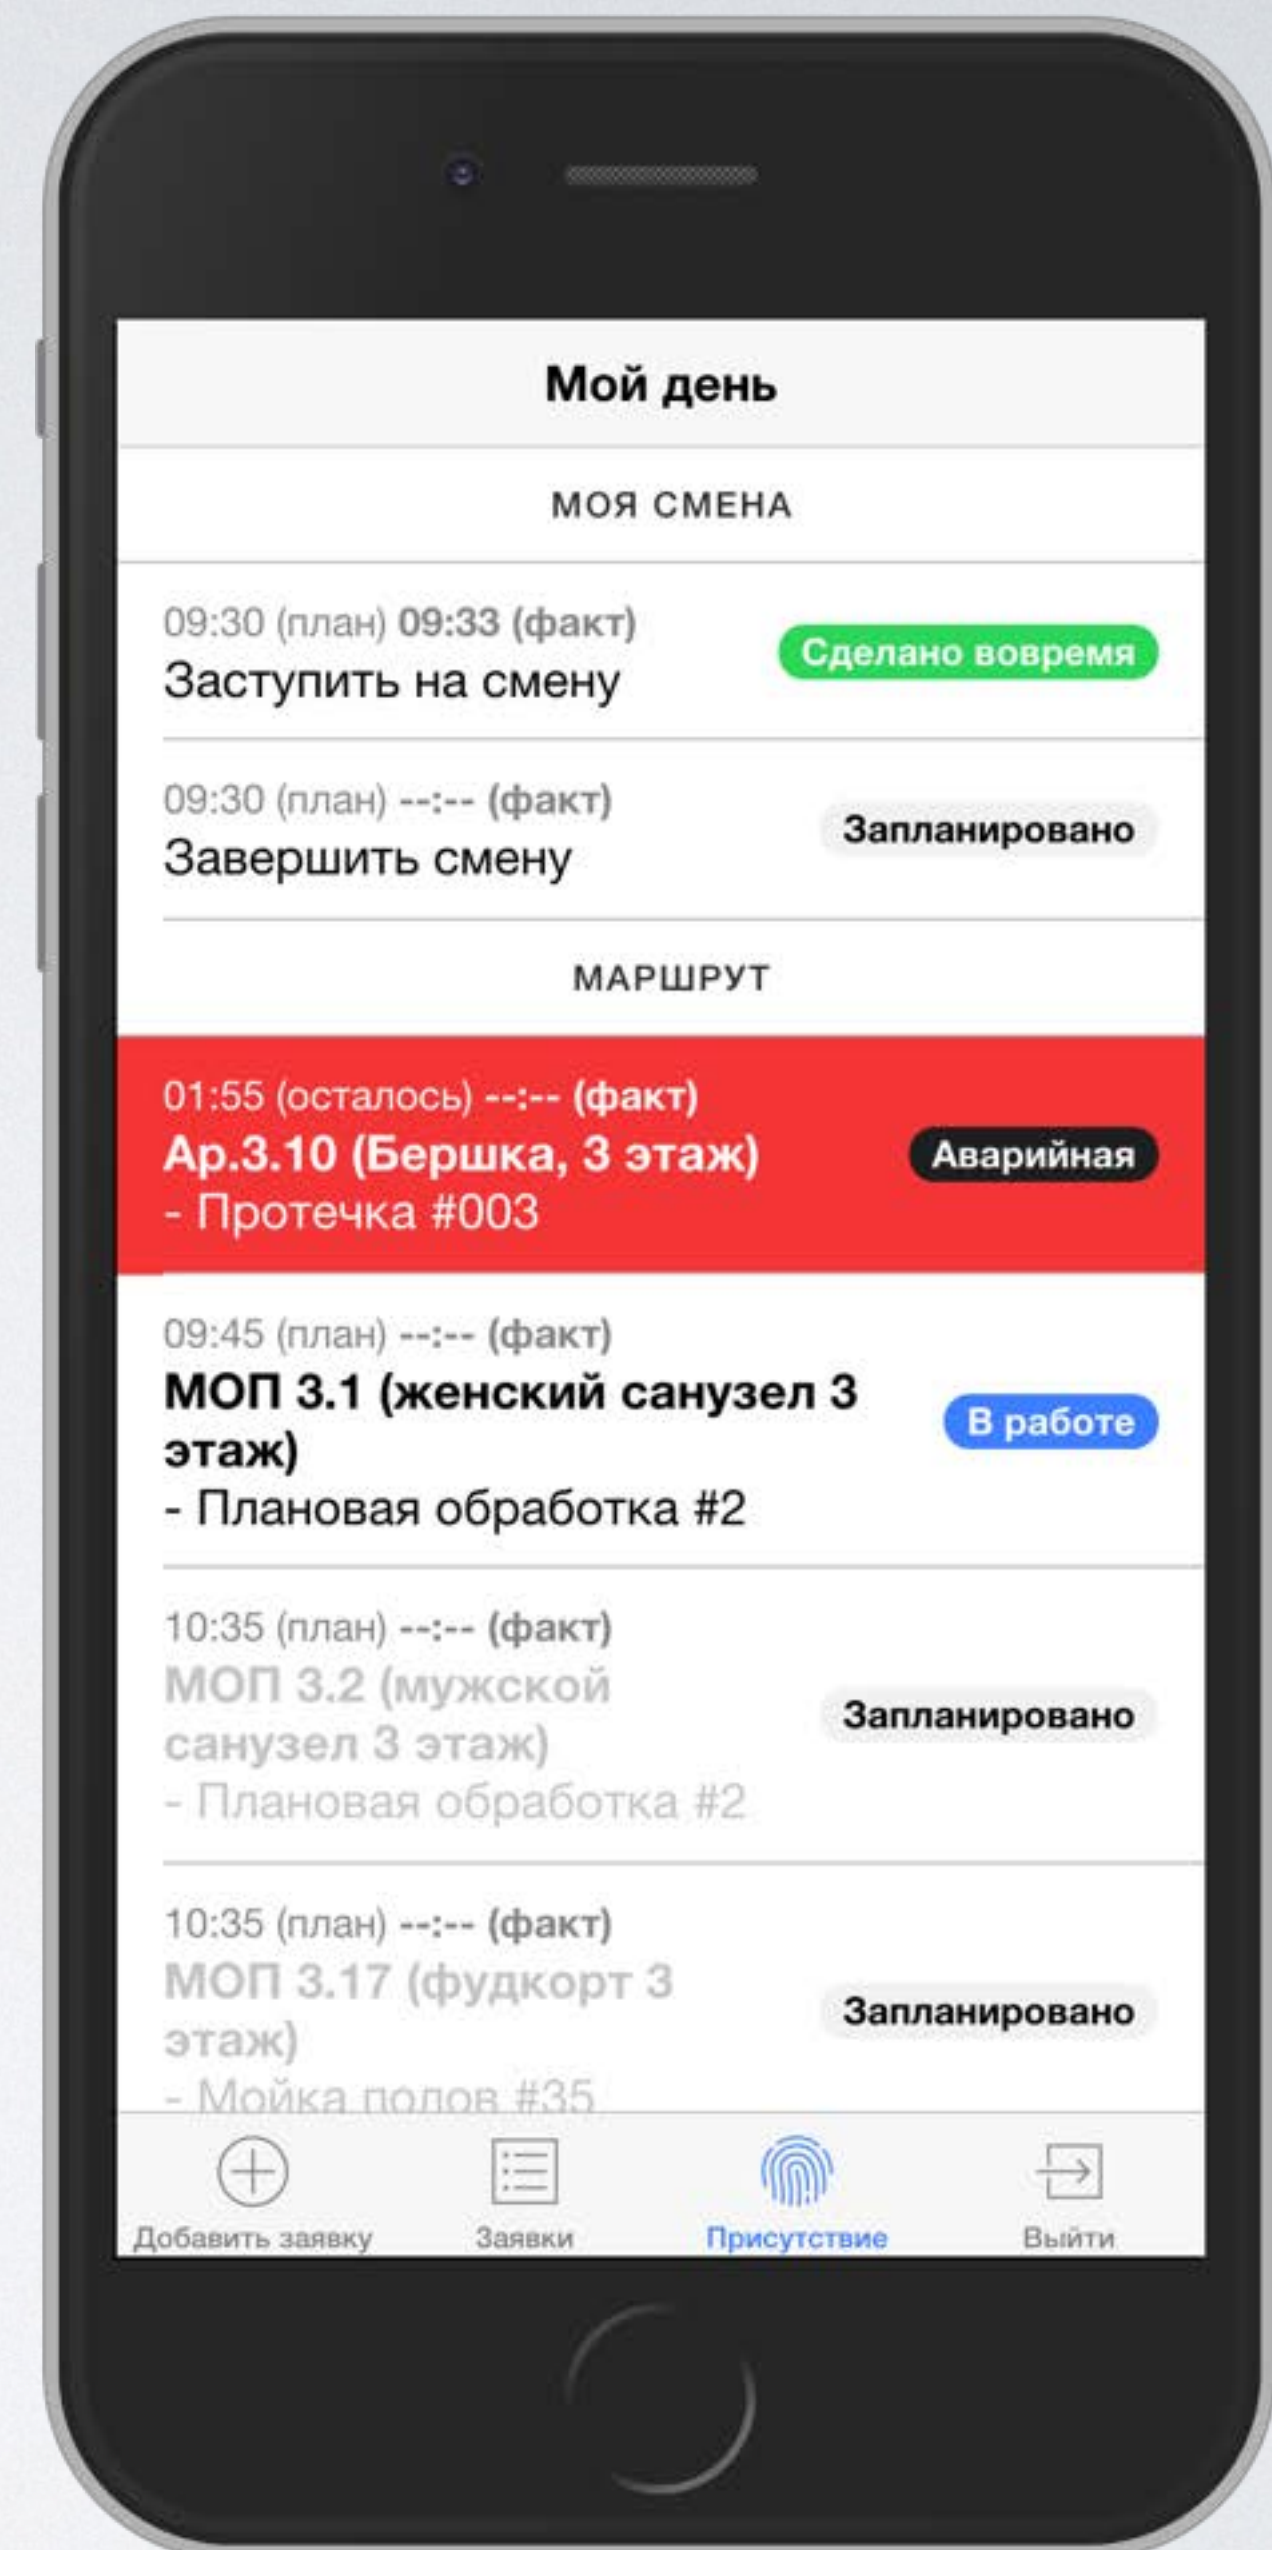 Мой день
МОЯ СМЕНА
09:30 (план) 09:33 (факт)
Заступить на смену
Сделано вовремя
09:30 (план) --:-- (факт)
Завершить смену
Запланировано
МАРШРУТ
01:55 (осталось) --:-- (факт)
Ар.3.10 (Бершка, 3 этаж)
- Протечка #003
Аварийная
09:45 (план) --:-- (факт)
МОП 3.1 (женский санузел 3
этаж)
- Плановая обработка #2
В работе
10:35 (план) --:-- (факт)
МОП 3.2 (мужской
санузел 3 этаж)
- Плановая обработка #2
Запланировано
10:35 (план) --:-- (факт)
МОП 3.17 (фудкорт 3
этаж)
- Мойка полов #35
Запланировано
Добавить заявку
Заявки
Присутствие
Выйти